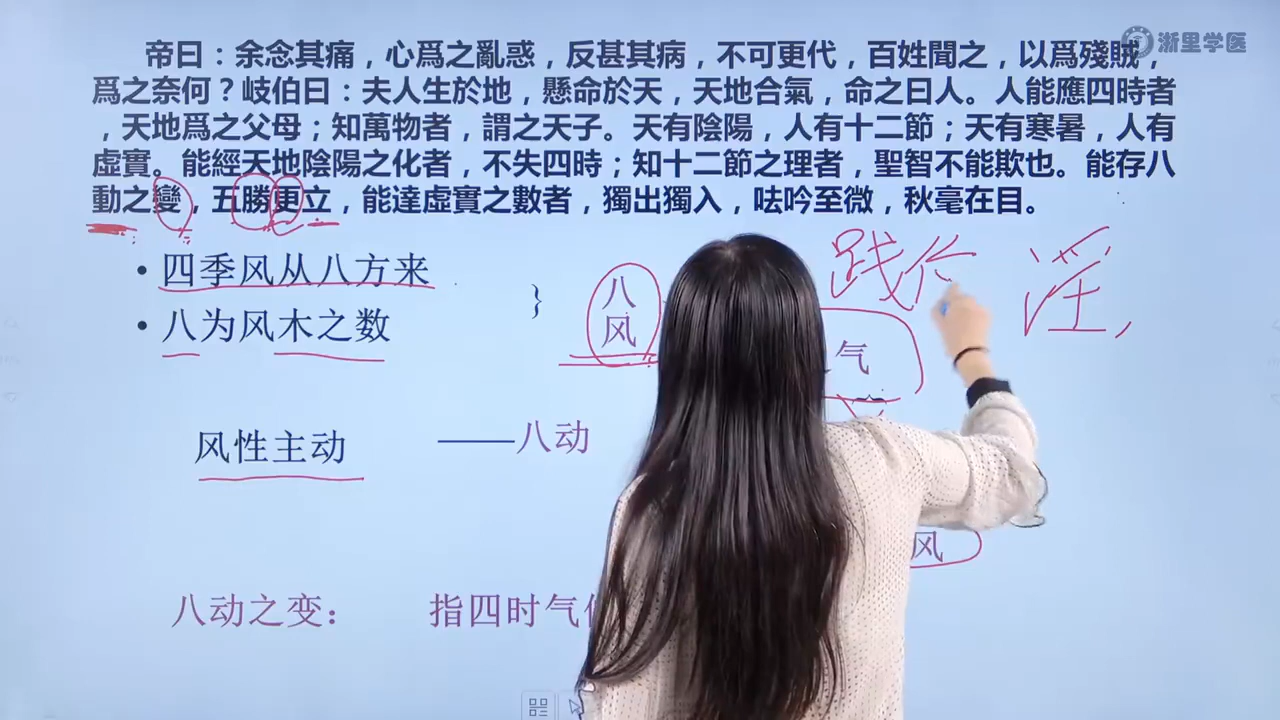 浙里学医
帝曰：余念其痛，心爲之亂惑，反甚其病，不可更代，百姓聞之，以爲殘賊，
爲之奈何？岐伯曰：夫人生於地，懸命於天，天地合氣，命之曰人。人能應四時者
，天地爲之父母；知萬物者，謂之天子。天有陰陽，人有十二節；天有寒暑，人有
虛實。能經天地陰陽之化者，不失四時；知十二節之理者，聖智不能欺也。能存八
動之變，五勝更立，能達虛實之數者，獨出獨入，呿吟至微，秋毫在目。
• 四季风从八方来
• 八为风木之数
}
八
风
气
淫
风性主动
——八动
风
八动之变：
指四时气